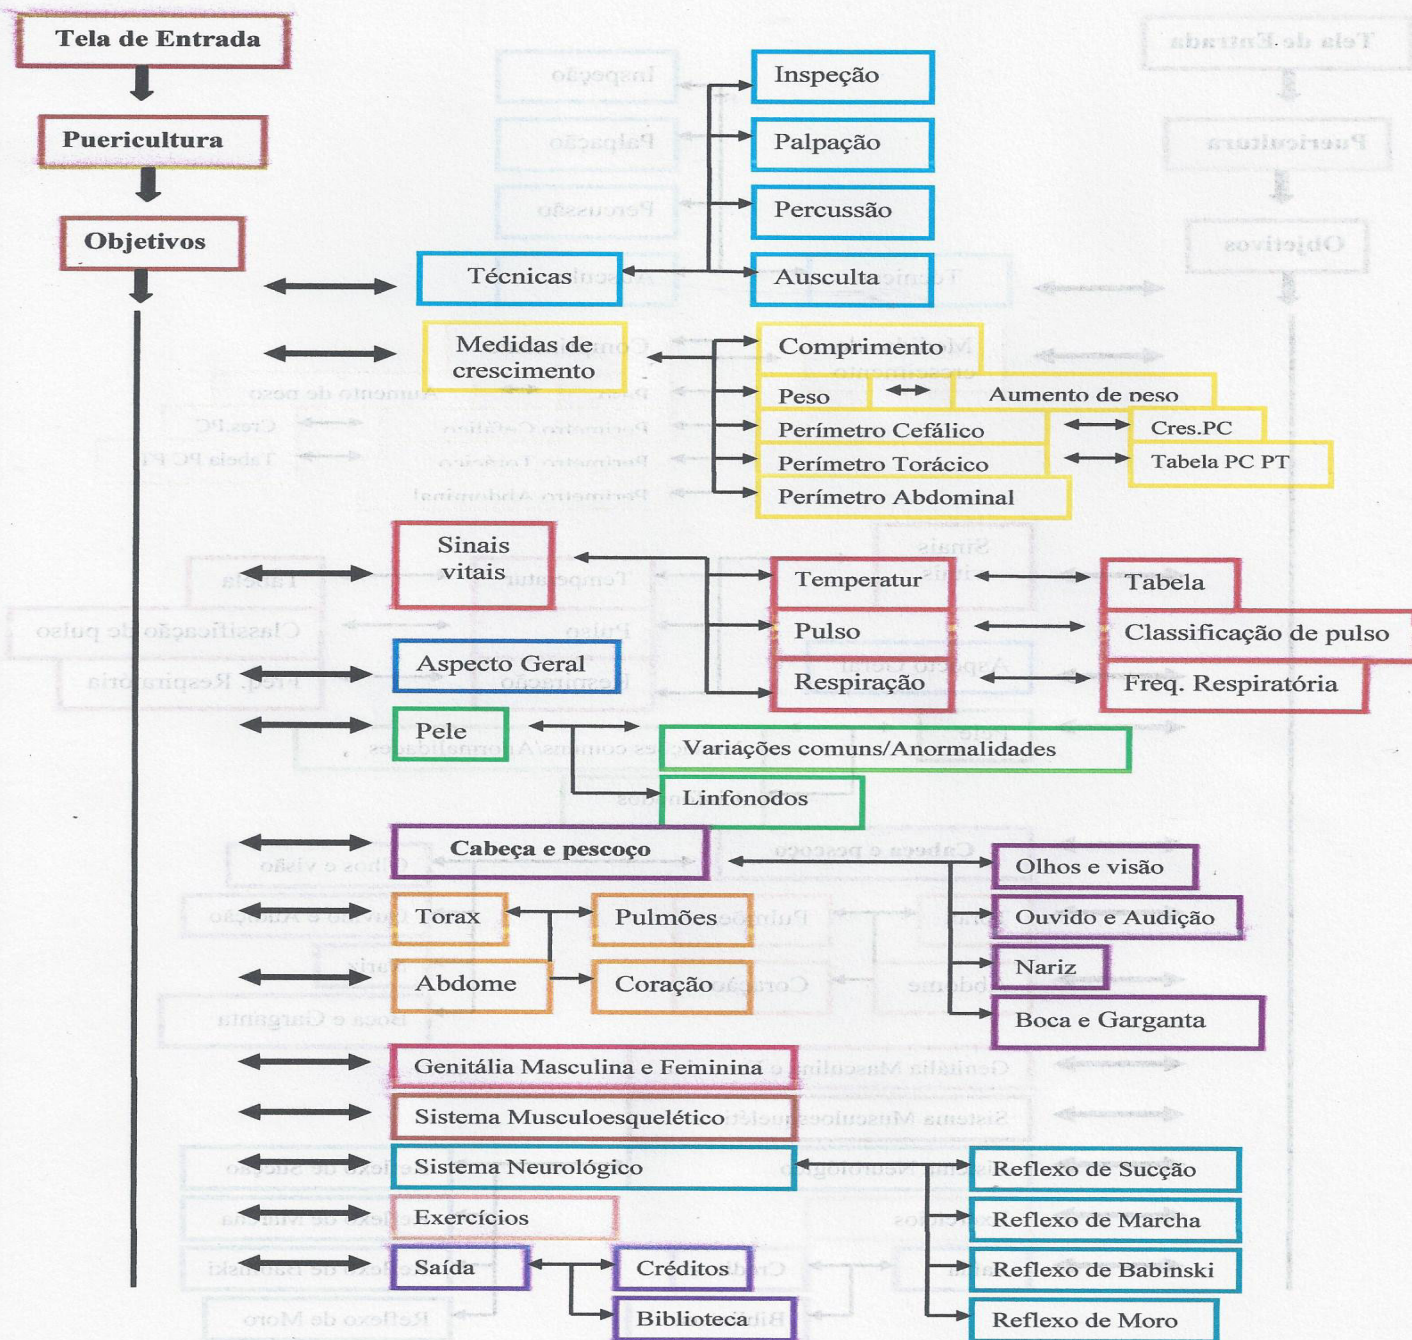 Tela de Entrada
Puericultura
Objetivos
Técnicas
Inspeção
Palpação
Percussão
Ausculta
Medidas de
crescimento
Comprimento
Peso
Aumento de peso
Perímetro Cefálico
Cres.PC
Perímetro Torácico
Tabela PC PT
Perímetro Abdominal
Sinais
vitais
Temperatur
Tabela
Pulso
Classificação de pulso
Respiração
Freq. Respiratória
Aspecto Geral
Pele
Variações comuns/Anormalidades
Linfonodos
Cabeça e pescoço
Olhos e visão
Ouvido e Audição
Nariz
Boca e Garganta
Torax
Pulmões
Abdome
Coração
Genitália Masculina e Feminina
Sistema Musculoesquelético
Sistema Neurológico
Reflexo de Sucção
Reflexo de Marcha
Reflexo de Babinski
Reflexo de Moro
Exercícios
Saída
Créditos
Biblioteca